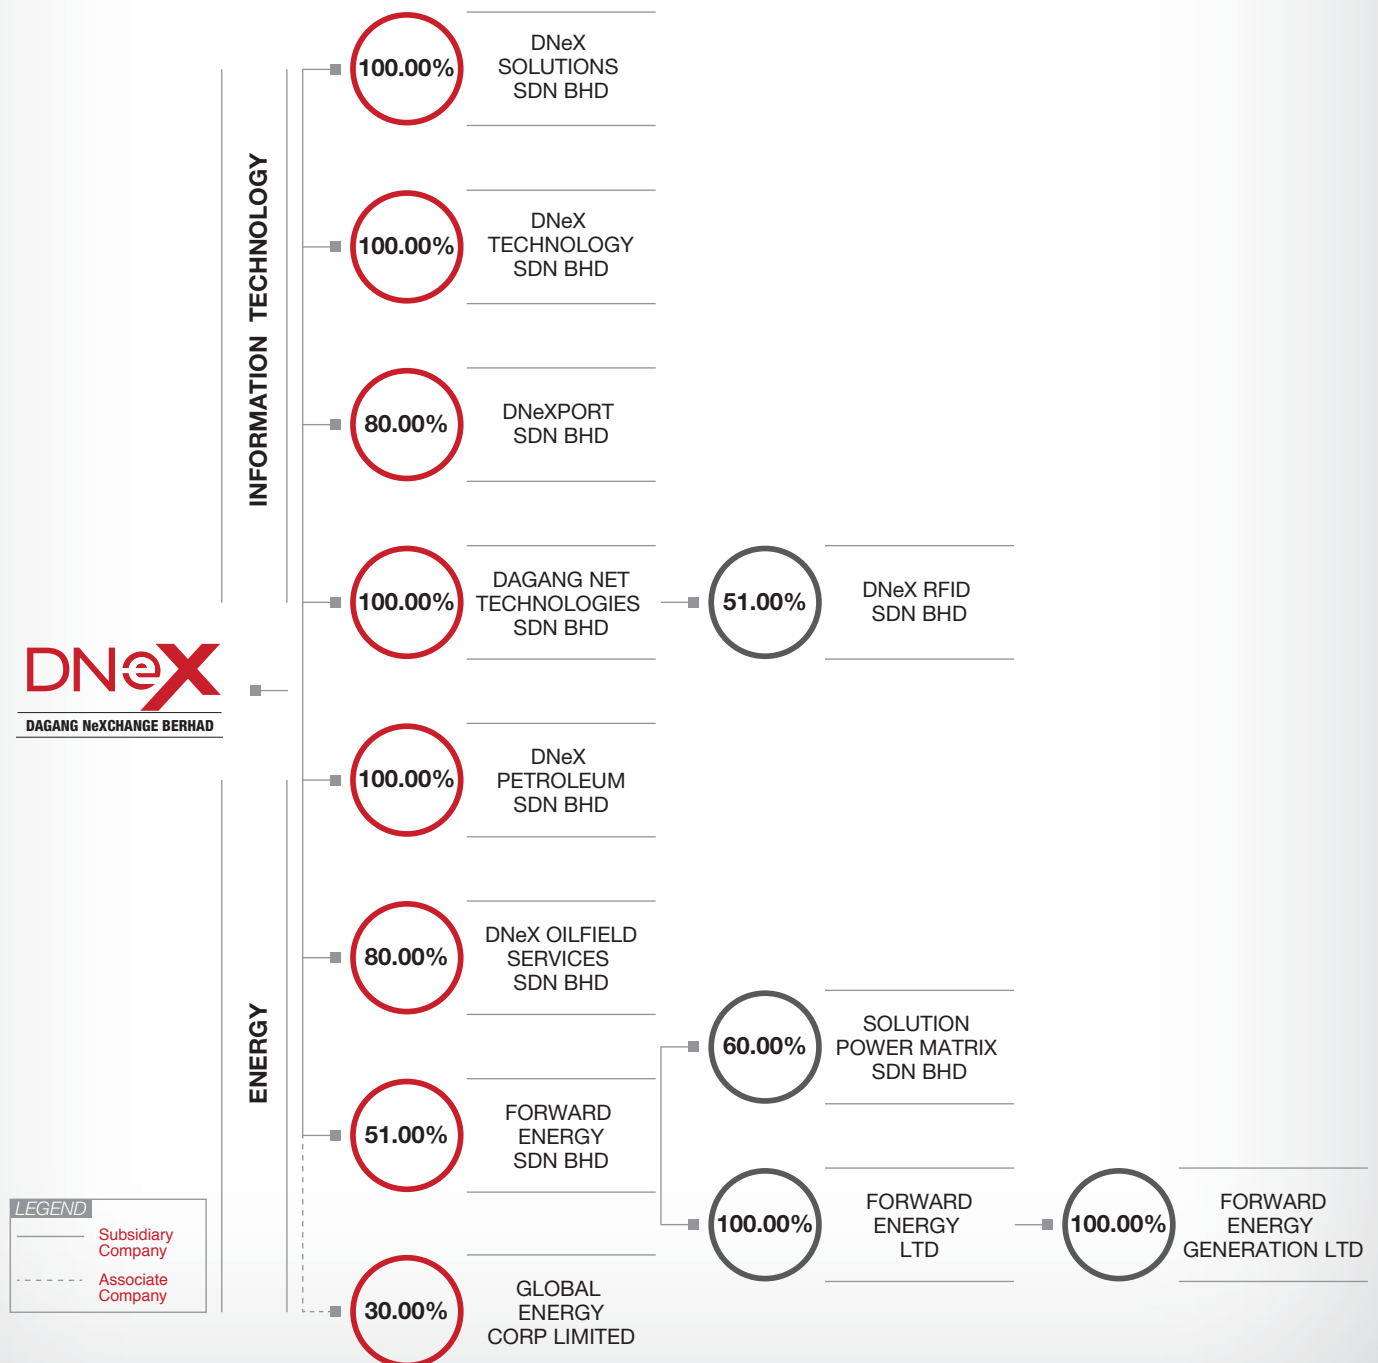 100.00%
DNeX
SOLUTIONS
SDN BHD
INFORMATION TECHNOLOGY
100.00%
DNeX
TECHNOLOGY
SDN BHD
80.00%
DNeXPORT
SDN BHD
100.00%
DAGANG NET
TECHNOLOGIES
SDN BHD
51.00%
DNeX RFID
SDN BHD
DNeX
DAGANG NeXCHANGE BERHAD
100.00%
DNeX
PETROLEUM
SDN BHD
80.00%
DNeX OILFIELD
SERVICES
SDN BHD
ENERGY
60.00%
SOLUTION
POWER MATRIX
SDN BHD
51.00%
FORWARD
ENERGY
SDN BHD
100.00%
FORWARD
ENERGY
LTD
100.00%
FORWARD
ENERGY
GENERATION LTD
30.00%
GLOBAL
ENERGY
CORP LIMITED
LEGEND
Subsidiary
Company
Associate
Company